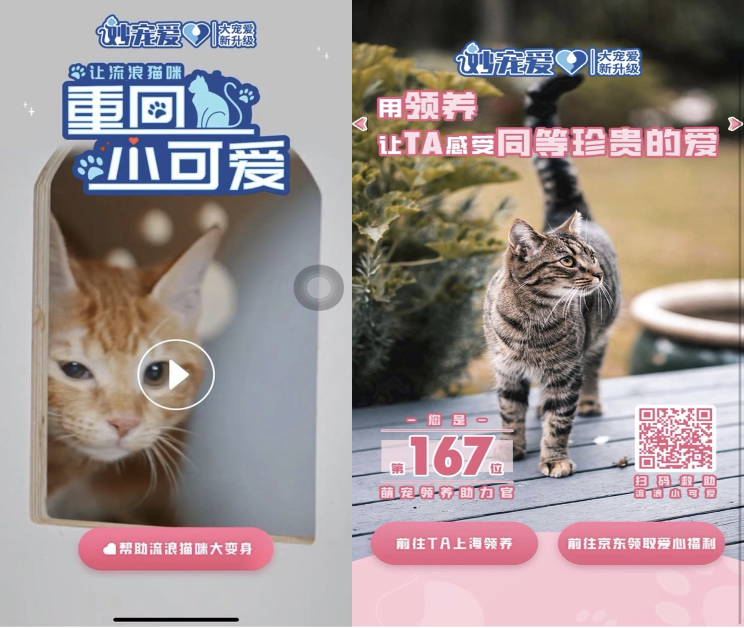 妙宠爱
大宠爱
新升级
让流浪猫咪
重回
小可爱
帮助流浪猫咪大变身
妙宠爱
大宠爱
新升级
用领养
让TA感受同等珍贵的爱
您是
第167位
萌宠领养助力官
扫码救助
流浪小可爱
前往TA上海领养
前往京东领取爱心福利